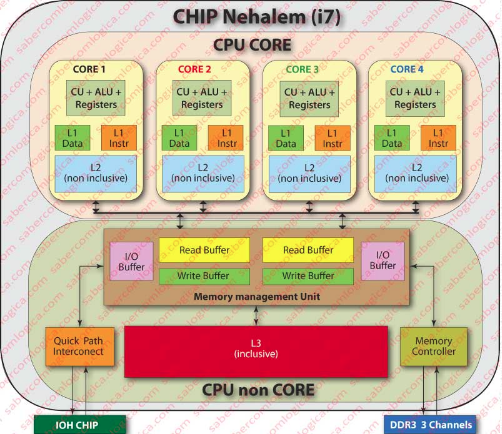 CHIP Nehalem (i7)
CPU CORE
CORE 1
CORE 2
CORE 3
CORE 4
CU + ALU +
Registers
CU + ALU +
Registers
CU + ALU +
Registers
CU + ALU +
Registers
L1
Data
L1
Instr
L1
Data
L1
Instr
L1
Data
L1
Instr
L1
Data
L1
Instr
L2
(non inclusive)
L2
(non inclusive)
L2
(non inclusive)
L2
(non inclusive)
I/O
Buffer
Read Buffer
Read Buffer
I/O
Buffer
Write Buffer
Write Buffer
Memory management Unit
Quick Path
Interconect
L3
(inclusive)
Memory
Controller
CPU non CORE
IOH CHIP
DDR3 3 Channels
sabercomlogica.com